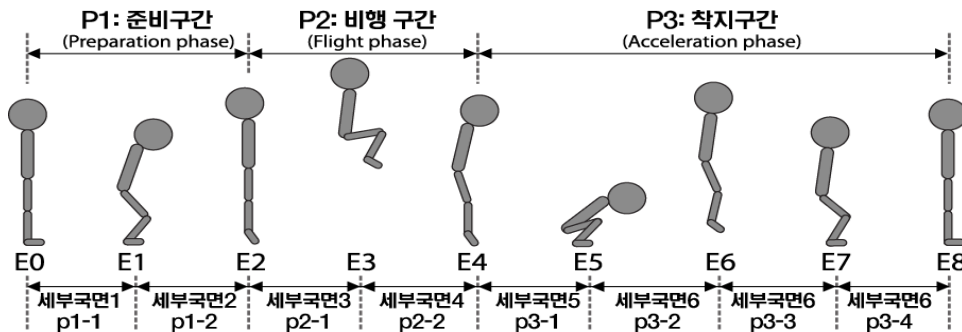 P1: 준비구간
(Preparation phase)
P2: 비행 구간
(Flight phase)
P3: 착지구간
(Acceleration phase)
E0
E1
E2
E3
E4
E5
E6
E7
E8
세부국면1
p1-1
세부국면2
p1-2
세부국면3
p2-1
세부국면4
p2-2
세부국면5
p3-1
세부국면6
p3-2
세부국면6
p3-3
세부국면6
p3-4